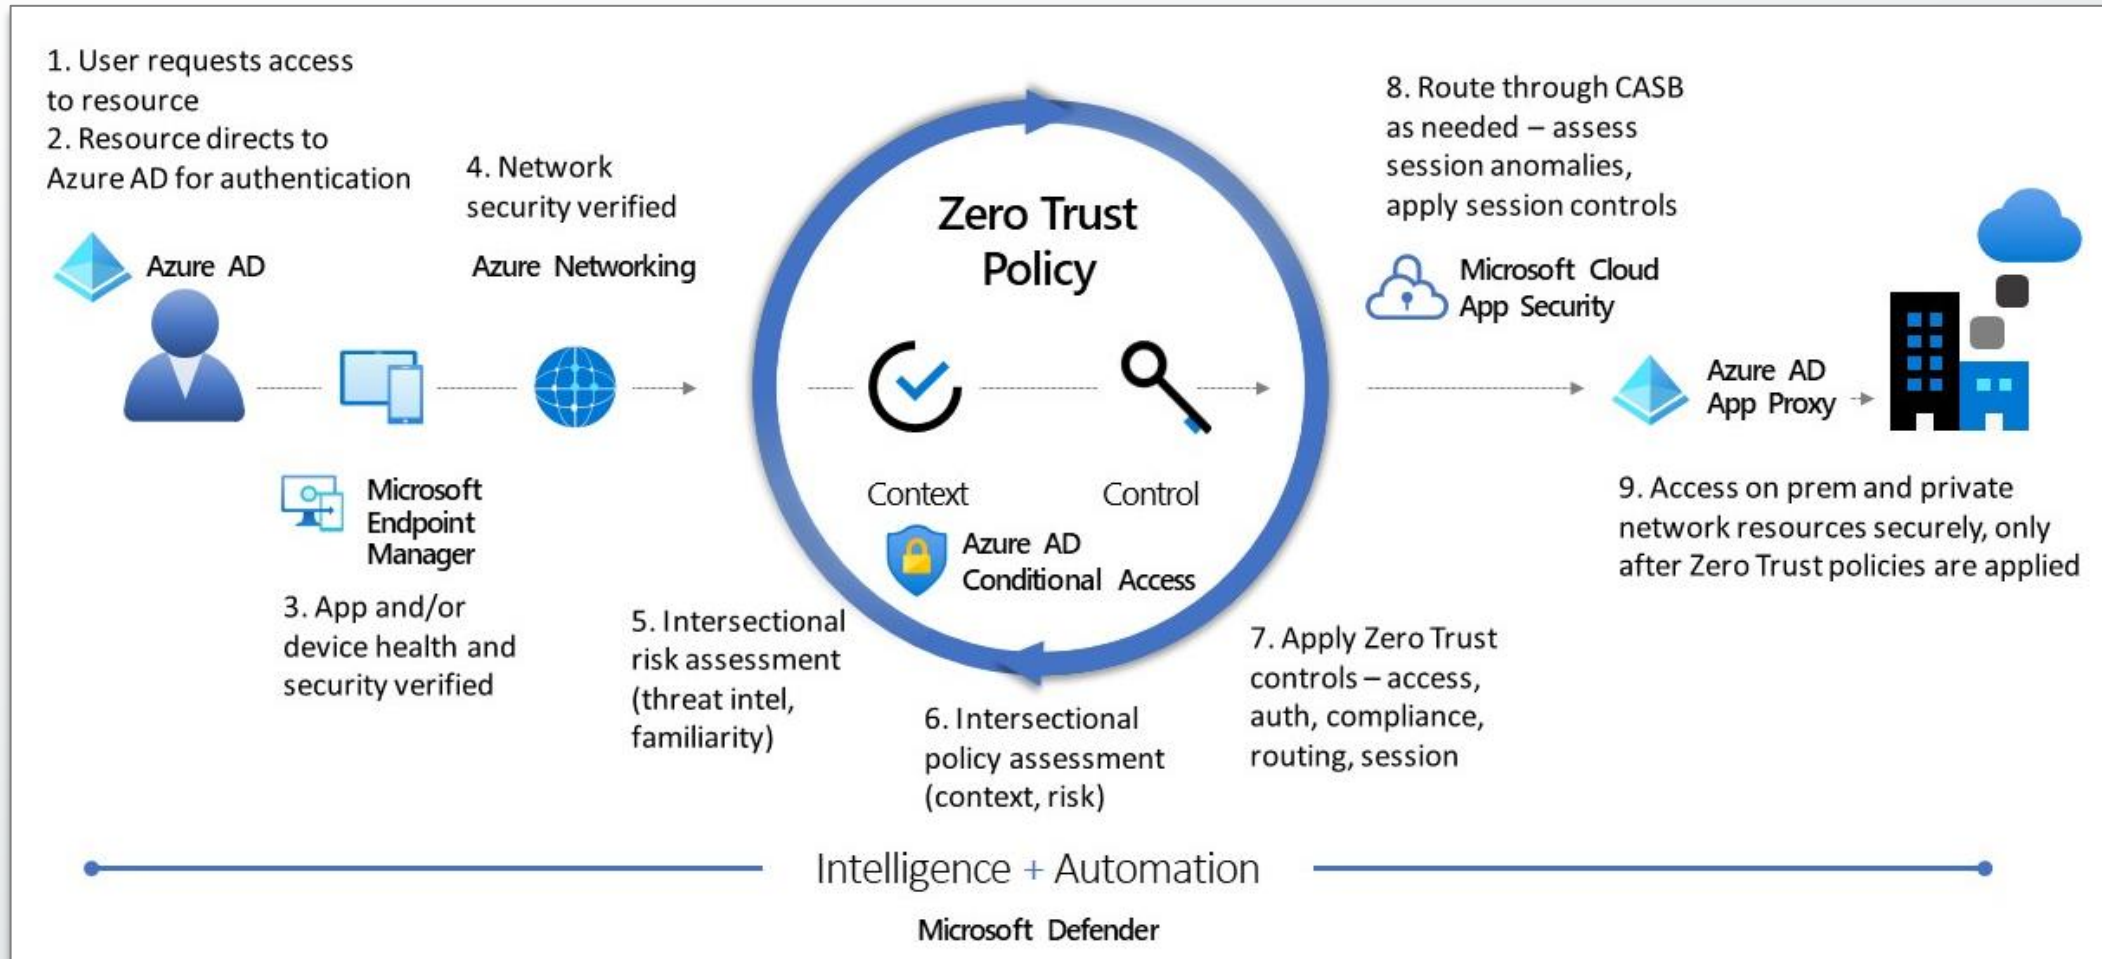 1. User requests access
to resource
2. Resource directs to
Azure AD for authentication
Azure AD
4. Network
security verified
Azure Networking
Microsoft
Endpoint
Manager
3. App and/or
device health and
security verified
5. Intersectional
risk assessment
(threat intel,
familiarity)
Zero Trust
Policy
Context
Control
Azure AD
Conditional Access
6. Intersectional
policy assessment
(context, risk)
7. Apply Zero Trust
controls – access,
auth, compliance,
routing, session
8. Route through CASB
as needed – assess
session anomalies,
apply session controls
Microsoft Cloud
App Security
Azure AD
App Proxy
9. Access on prem and private
network resources securely, only
after Zero Trust policies are applied
Intelligence + Automation
Microsoft Defender